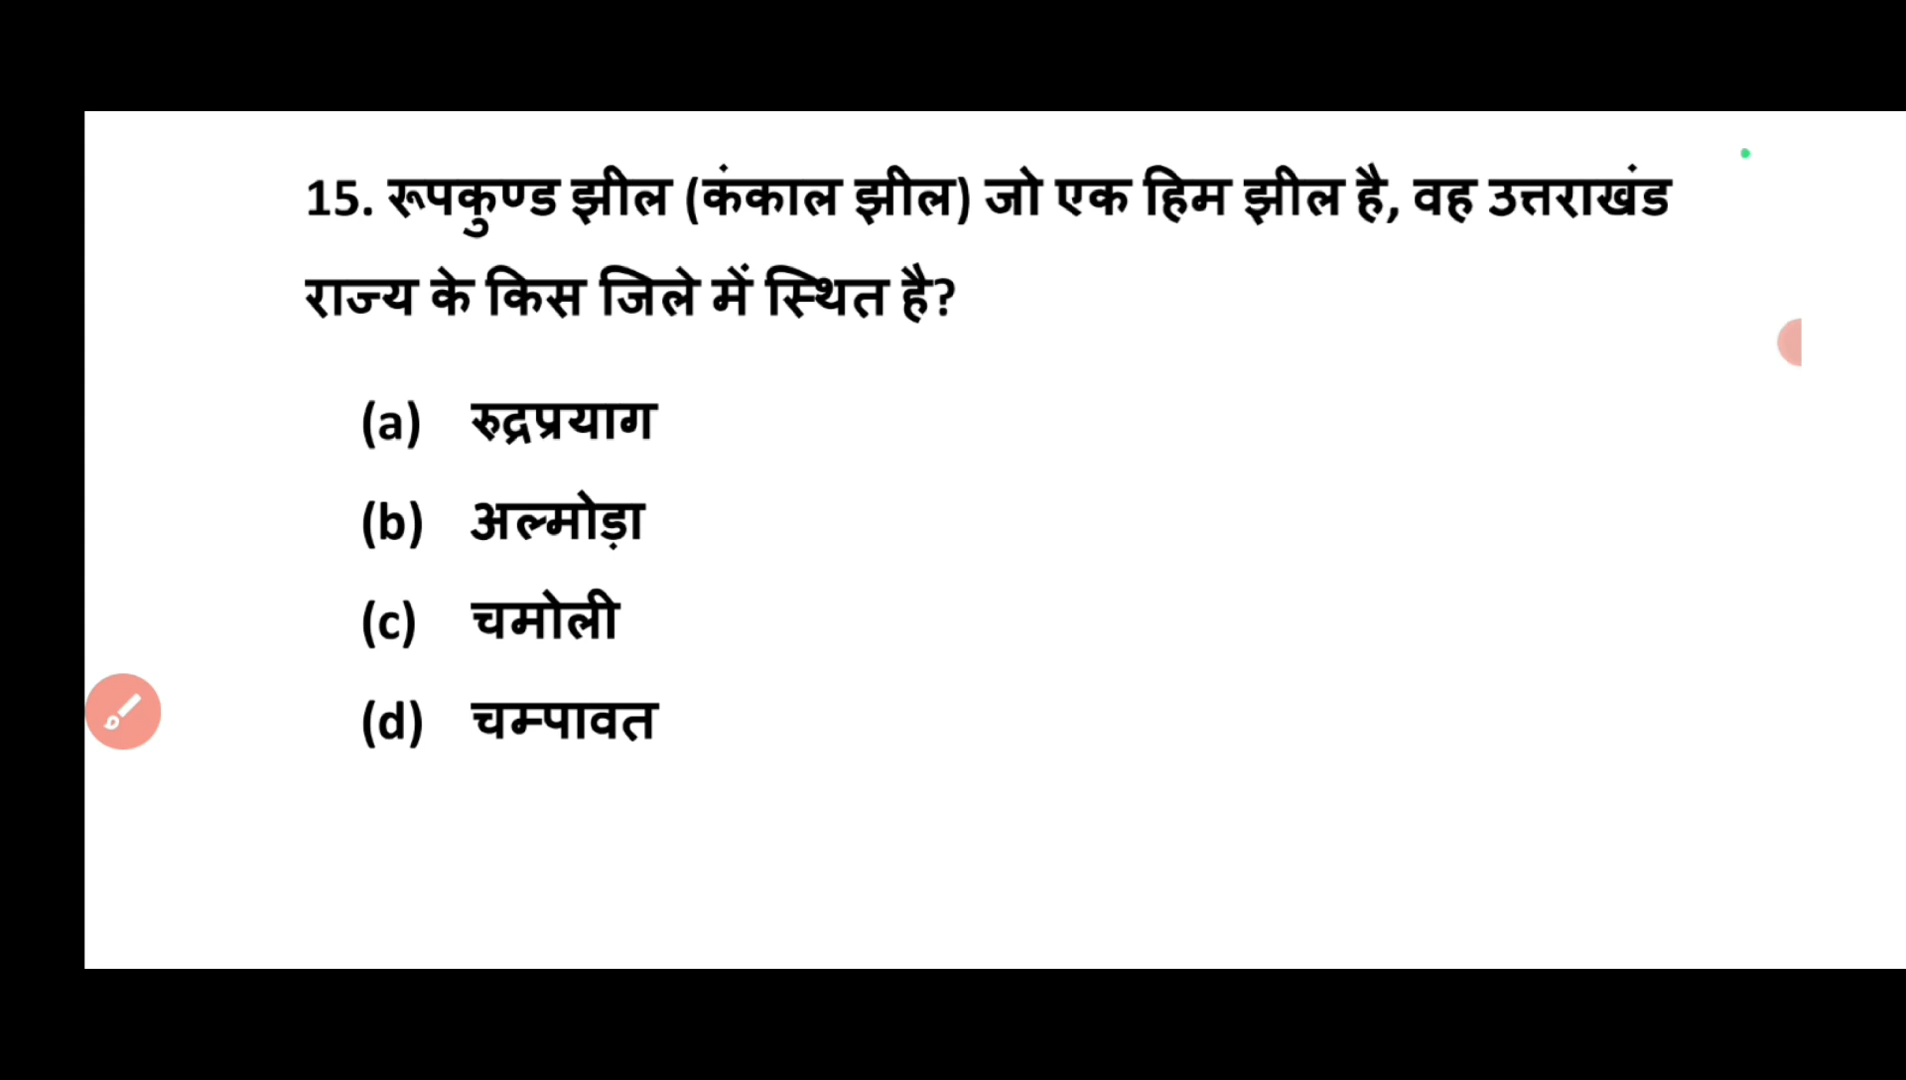 15. रूपकुण्ड झील (कंकाल झील) जो एक हिम झील है, वह उत्तराखंड
राज्य के किस जिले में स्थित है?
(a) रुद्रप्रयाग
(b) अल्मोड़ा
(c) चमोली
(d) चम्पावत